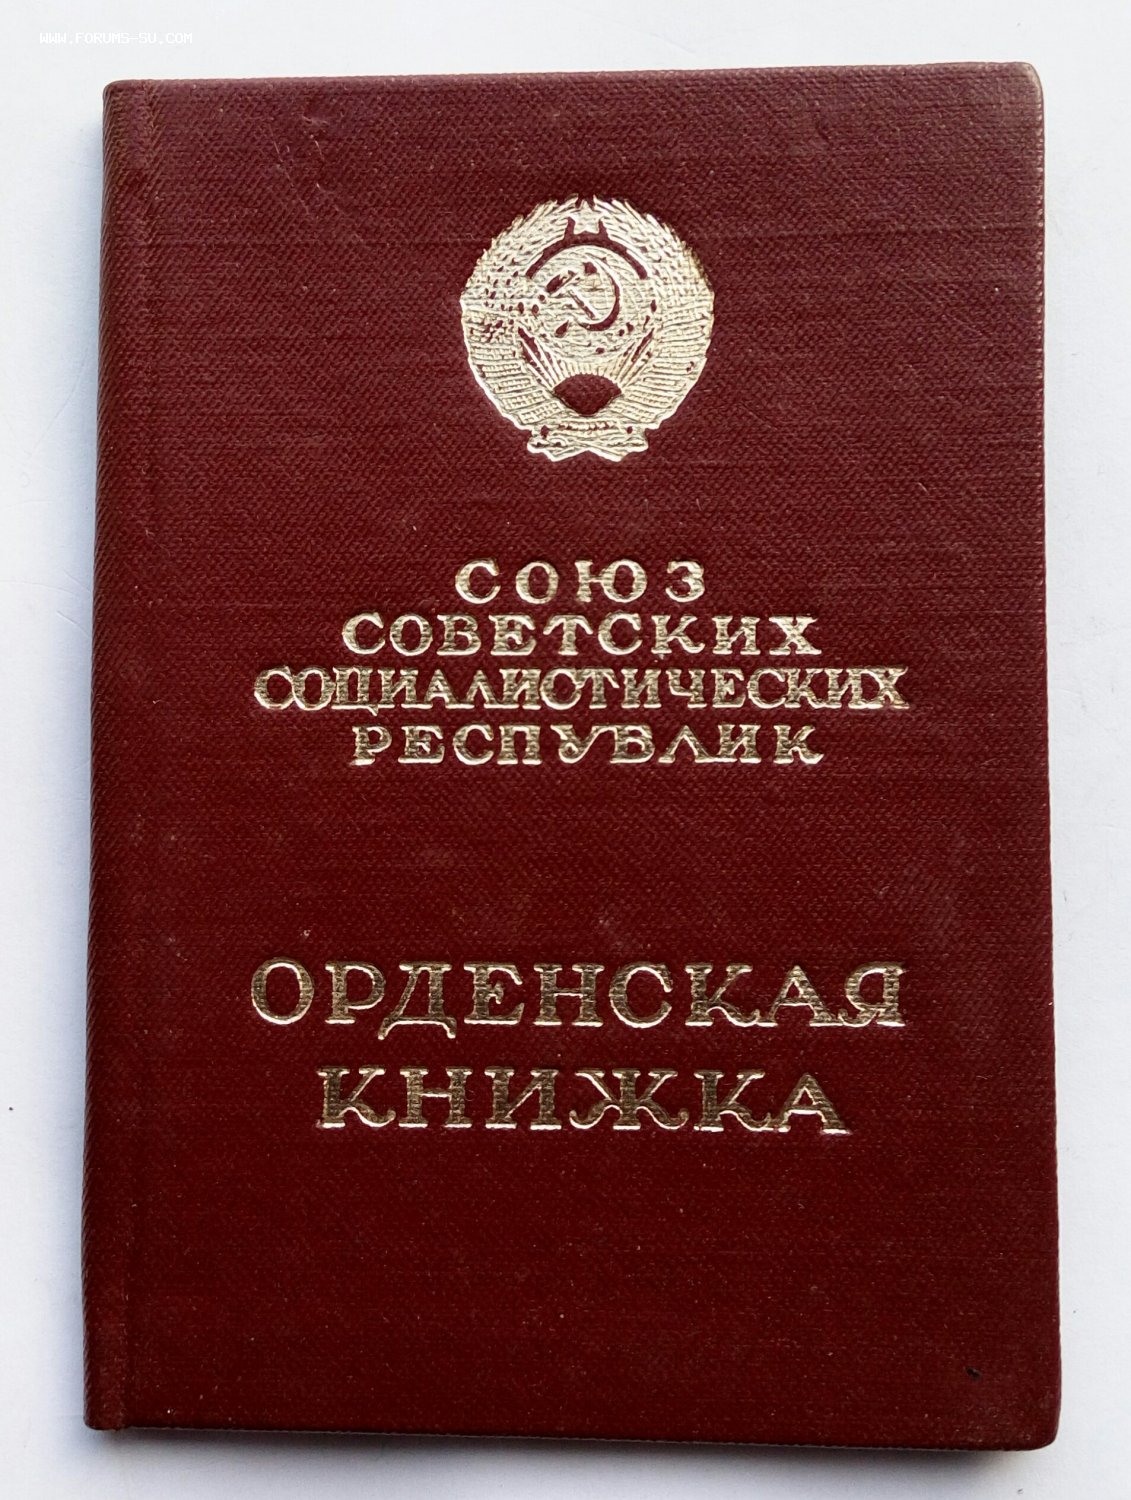 WWW.FORUMS-SU.COM
СОЮЗ
СОВЕТСКИХ
СОЦИАЛИСТИЧЕСКИХ
РЕСПУБЛИК
ОРДЕНСКАЯ
КНИЖКА